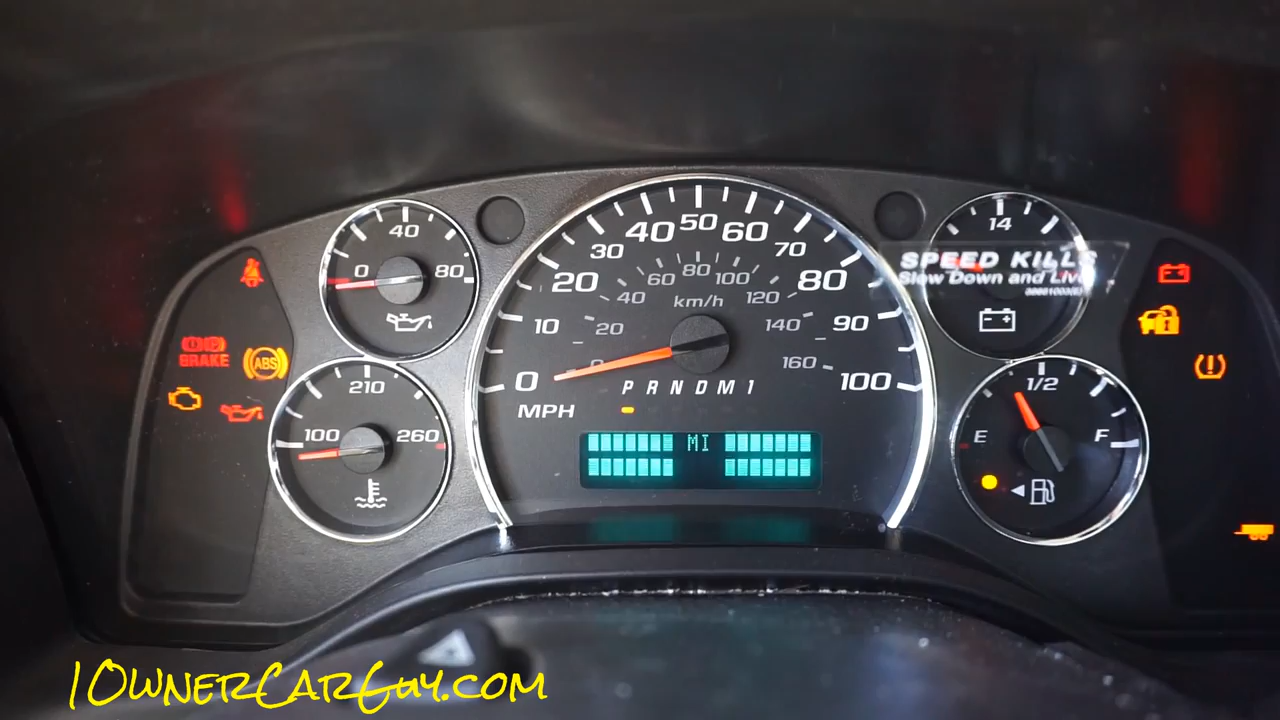 40
0
80
14
SPEED KILLS
Slow Down and Live
0 10 20 30 40 50 60 70 80 90 100
0 20 40 60 80 100 120 140 160
km/h
BRAKE
ABS
P R N D M 1
MPH
MI
210
100
260
1/2
E
F
1OwnerCarGuy.com